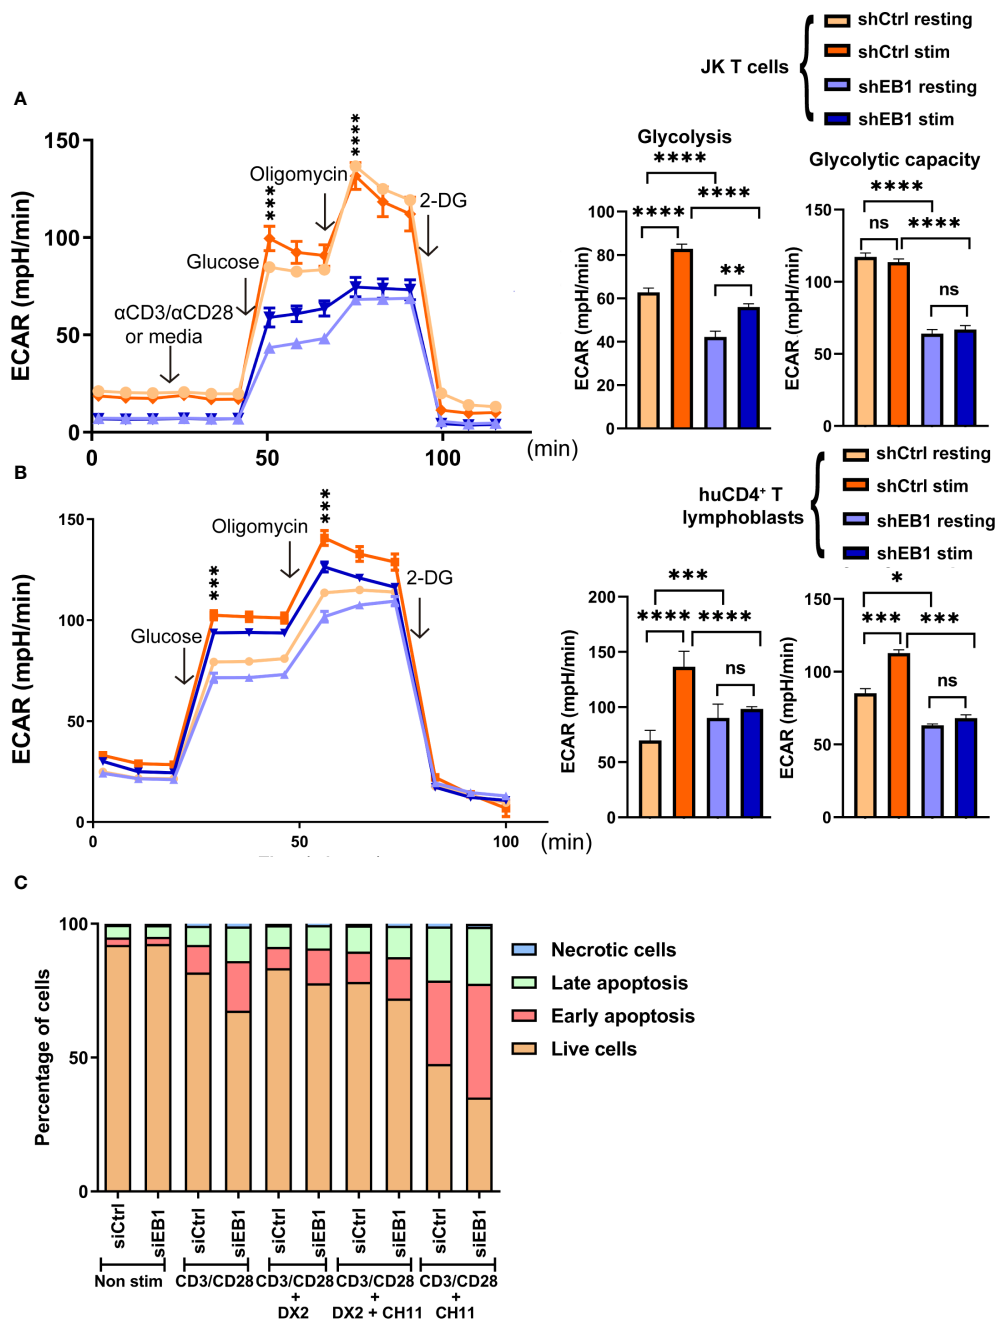 shCtrl resting
shCtrl stim
JK T cells
shEB1 resting
shEB1 stim
A
Glycolysis
Glycolytic capacity
150
100
50
0
ECAR (mpH/min)
αCD3/αCD28
or media
Glucose
Oligomycin
2-DG
***
****
0
50
100
(min)
ECAR (mpH/min)
100
80
60
40
20
0
****
****
****
**
ECAR (mpH/min)
150
100
50
0
****
ns
****
ns
B
shCtrl resting
shCtrl stim
huCD4⁺ T
lymphoblasts
shEB1 resting
shEB1 stim
150
100
50
0
ECAR (mpH/min)
Glucose
Oligomycin
2-DG
***
***
0
50
100
(min)
ECAR (mpH/min)
200
150
100
50
0
***
****
****
ns
ECAR (mpH/min)
150
100
50
0
*
***
***
ns
C
Percentage of cells
100
50
0
Necrotic cells
Late apoptosis
Early apoptosis
Live cells
siCtrl
siEB1
siCtrl
siEB1
siCtrl
siEB1
siCtrl
siEB1
siCtrl
siEB1
Non stim
CD3/CD28
CD3/CD28
+
DX2
CD3/CD28
+
DX2 + CH11
CD3/CD28
+
CH11